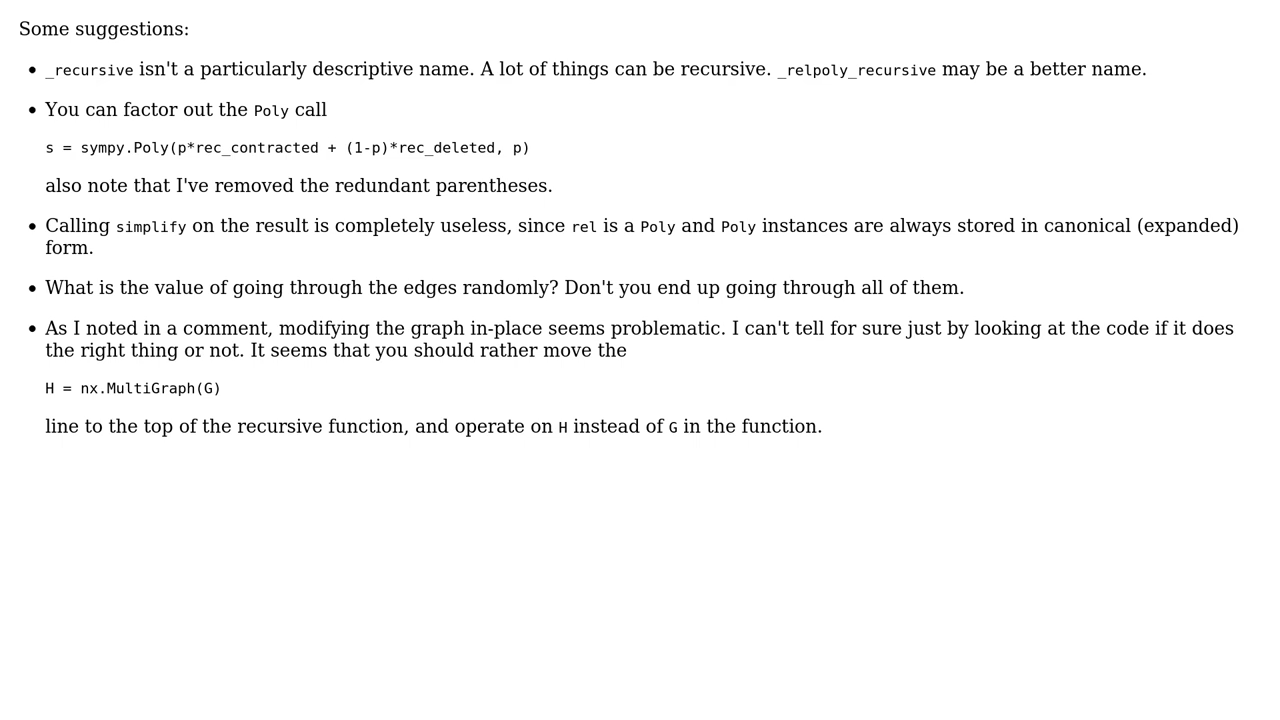 Some suggestions:
• _recursive isn't a particularly descriptive name. A lot of things can be recursive. _relpoly_recursive may be a better name.
• You can factor out the Poly call
s = sympy.Poly(p*rec_contracted + (1-p)*rec_deleted, p)
also note that I've removed the redundant parentheses.
• Calling simplify on the result is completely useless, since rel is a Poly and Poly instances are always stored in canonical (expanded)
form.
• What is the value of going through the edges randomly? Don't you end up going through all of them.
• As I noted in a comment, modifying the graph in-place seems problematic. I can't tell for sure just by looking at the code if it does
the right thing or not. It seems that you should rather move the
H = nx.MultiGraph(G)
line to the top of the recursive function, and operate on H instead of G in the function.